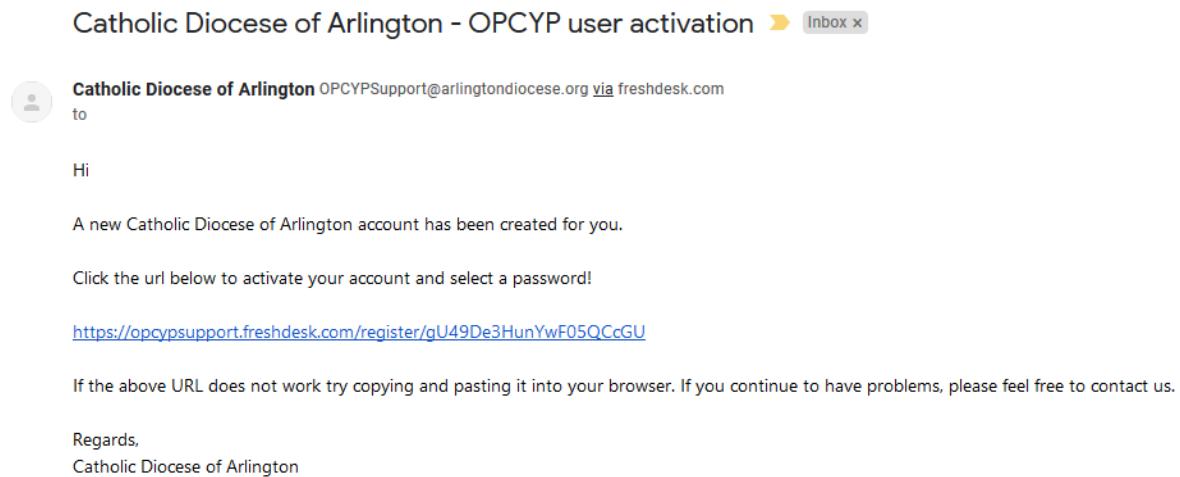 Catholic Diocese of Arlington - OPCYP user activation Inbox x
Catholic Diocese of Arlington OPCYPSupport@arlingtondiocese.org via freshdesk.com
to
Hi
A new Catholic Diocese of Arlington account has been created for you.
Click the url below to activate your account and select a password!
https://opcypsupport.freshdesk.com/register/gU49De3HunYwF05QCcGU
If the above URL does not work try copying and pasting it into your browser. If you continue to have problems, please feel free to contact us.
Regards,
Catholic Diocese of Arlington